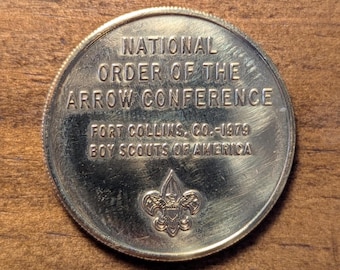 NATIONAL
ORDER OF THE
ARROW CONFERENCE
FORT COLLINS, CO.-1979
BOY SCOUTS OF AMERICA